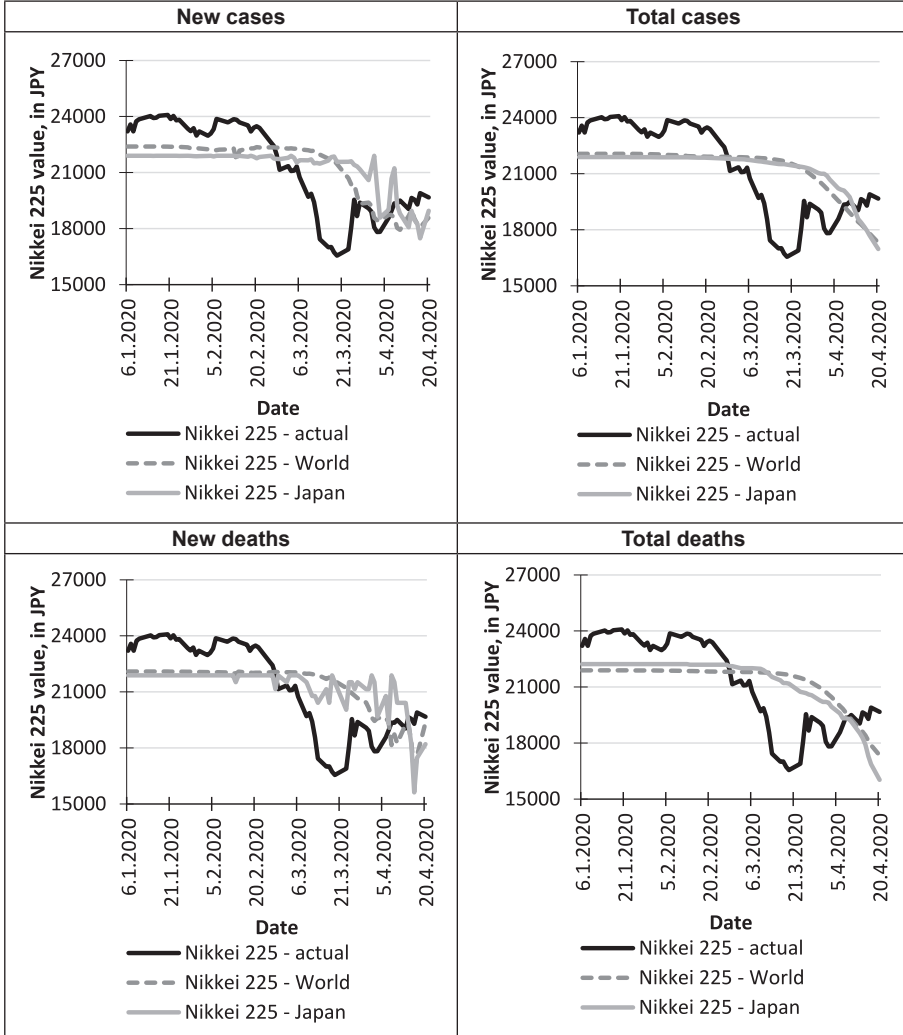 New cases
Nikkei 225 value, in JPY
27000
24000
21000
18000
15000
6.1.2020
21.1.2020
5.2.2020
20.2.2020
6.3.2020
21.3.2020
5.4.2020
20.4.2020
Date
Nikkei 225 - actual
Nikkei 225 - World
Nikkei 225 - Japan
Total cases
Nikkei 225 value, in JPY
27000
24000
21000
18000
15000
6.1.2020
21.1.2020
5.2.2020
20.2.2020
6.3.2020
21.3.2020
5.4.2020
20.4.2020
Date
Nikkei 225 - actual
Nikkei 225 - World
Nikkei 225 - Japan
New deaths
Nikkei 225 value, in JPY
27000
24000
21000
18000
15000
6.1.2020
21.1.2020
5.2.2020
20.2.2020
6.3.2020
21.3.2020
5.4.2020
20.4.2020
Date
Nikkei 225 - actual
Nikkei 225 - World
Nikkei 225 - Japan
Total deaths
Nikkei 225 value, in JPY
27000
24000
21000
18000
15000
6.1.2020
21.1.2020
5.2.2020
20.2.2020
6.3.2020
21.3.2020
5.4.2020
20.4.2020
Date
Nikkei 225 - actual
Nikkei 225 - World
Nikkei 225 - Japan